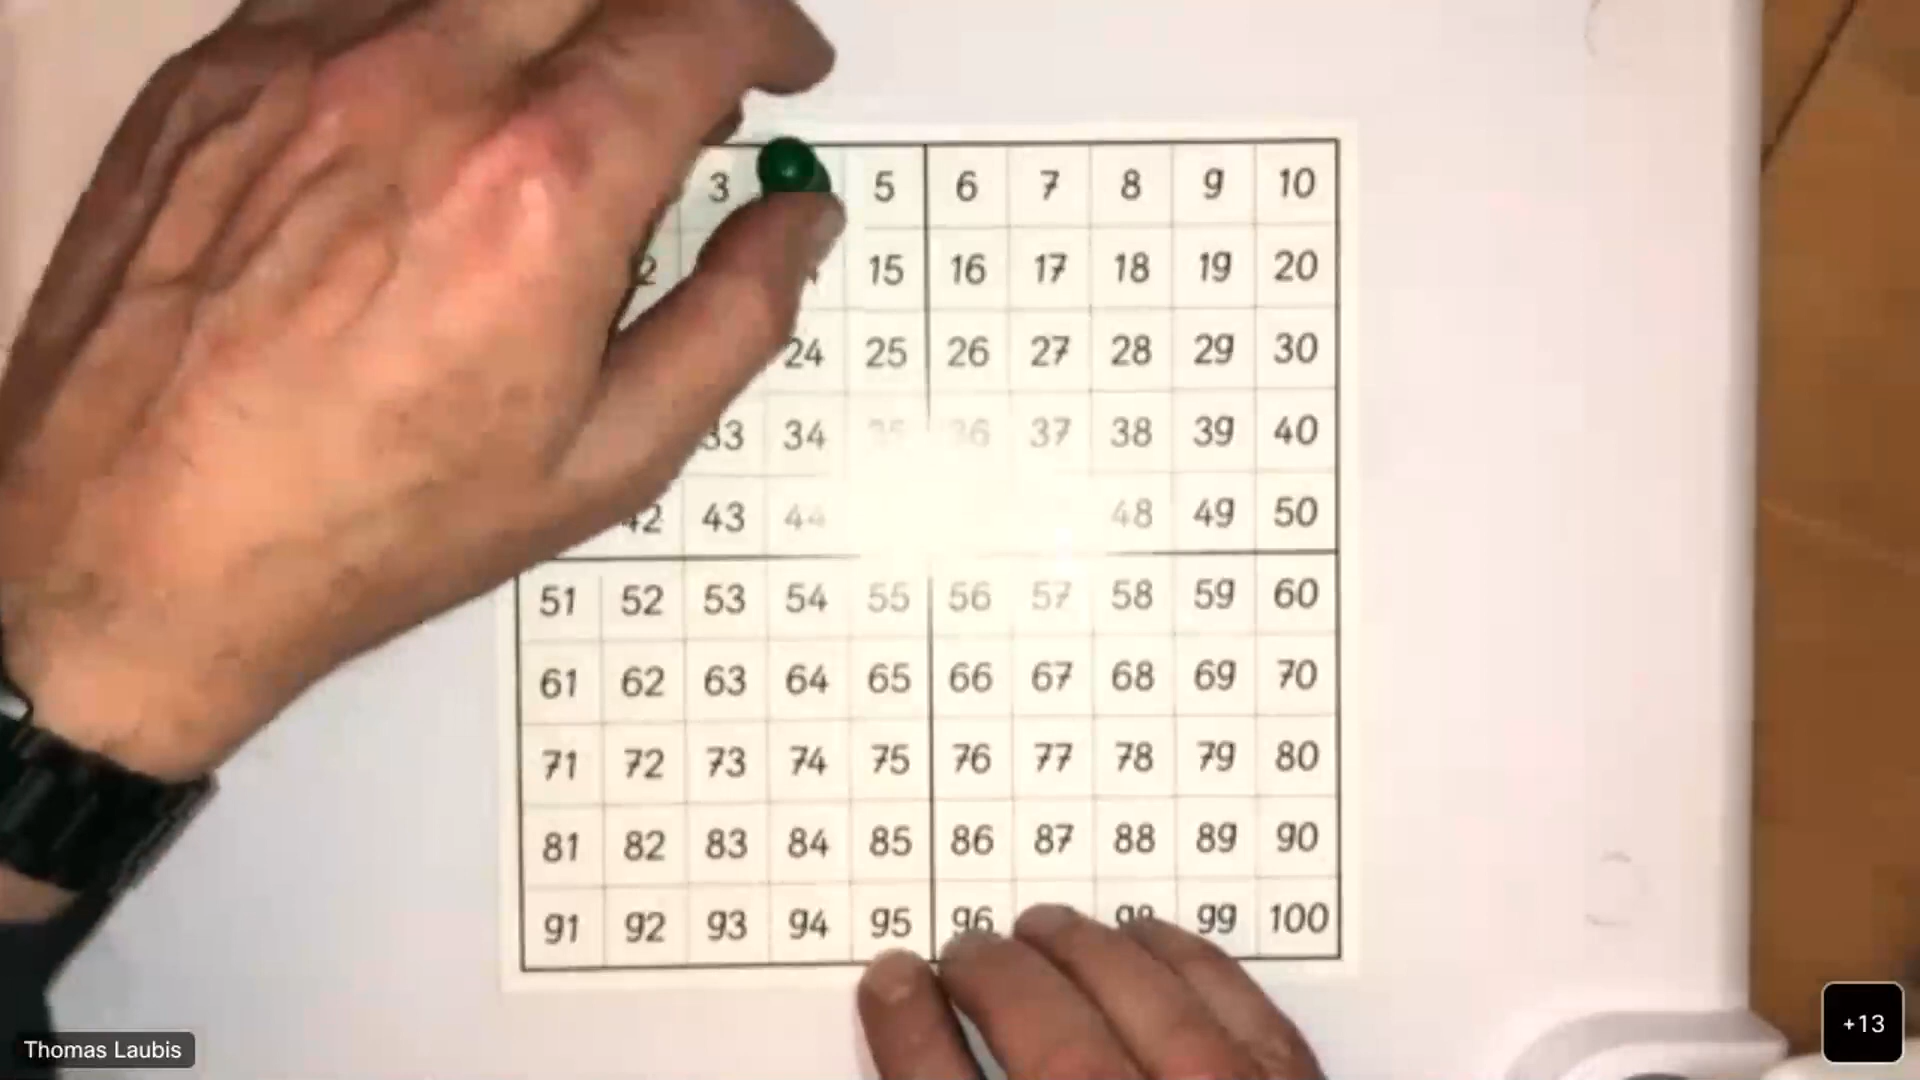 3 5 6 7 8 9 10
15 16 17 18 19 20
24 25 26 27 28 29 30
33 34 35 36 37 38 39 40
42 43 44 48 49 50
51 52 53 54 55 56 57 58 59 60
61 62 63 64 65 66 67 68 69 70
71 72 73 74 75 76 77 78 79 80
81 82 83 84 85 86 87 88 89 90
91 92 93 94 95 96 98 99 100
+13
Thomas Laubis